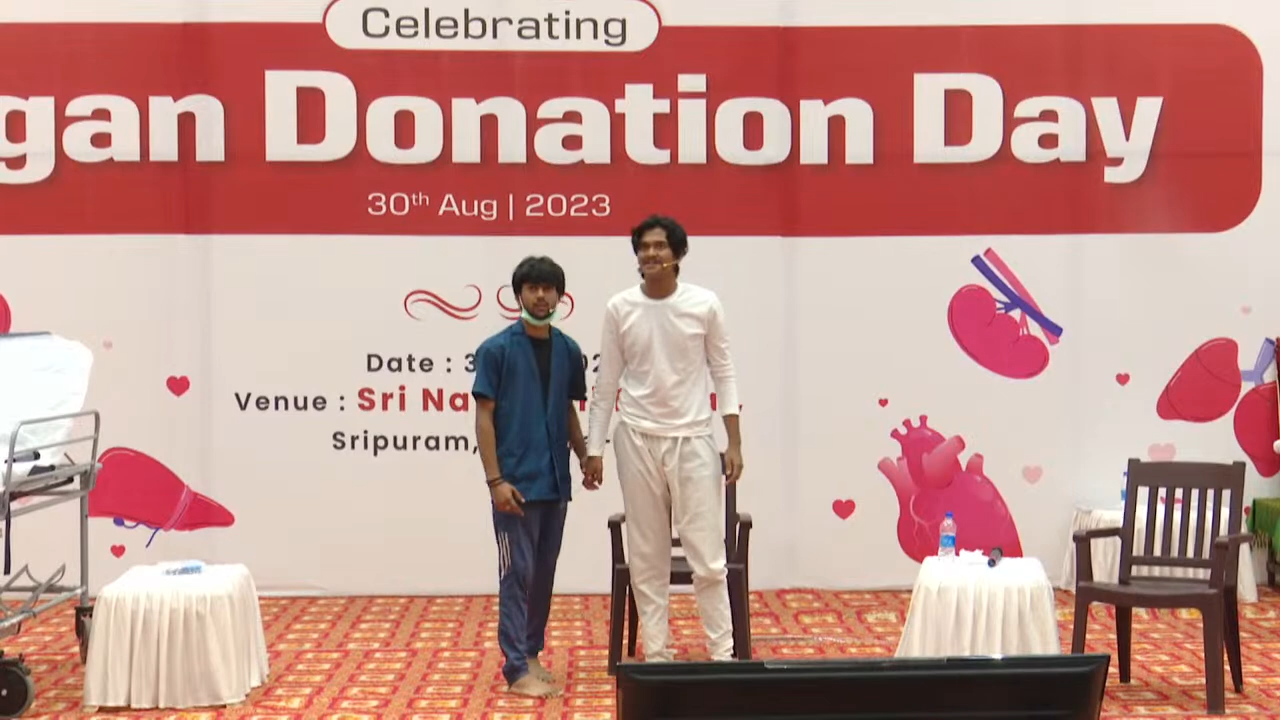 Celebrating
gan Donation Day
30th Aug | 2023
Date : 3
Venue : Sri Na
Sripuram,